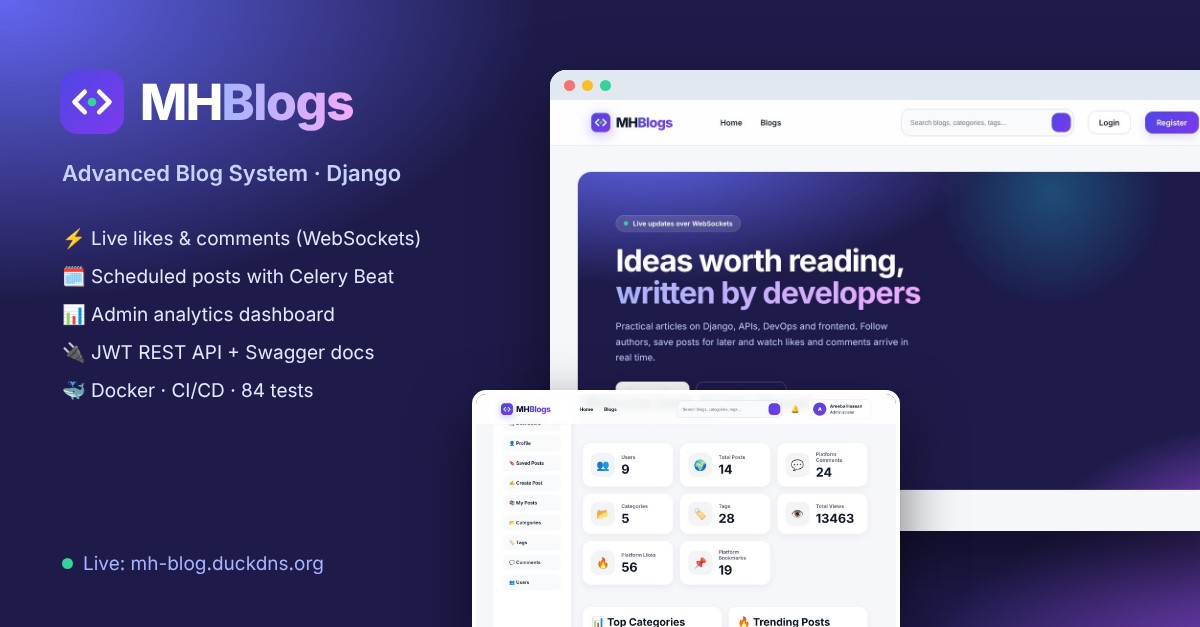 MHBlogs
Advanced Blog System · Django
⚡ Live likes & comments (WebSockets)
🗓️ Scheduled posts with Celery Beat
📊 Admin analytics dashboard
🔌 JWT REST API + Swagger docs
🐳 Docker · CI/CD · 84 tests
Live: mh-blog.duckdns.org
MHBlogs
Home
Blogs
Search blogs, categories, tags...
Login
Register
Live updates over WebSockets
Ideas worth reading,
written by developers
Practical articles on Django, APIs, DevOps and frontend. Follow
authors, save posts for later and watch likes and comments arrive in
real time.
MHBlogs
Home
Blogs
Search blogs, categories, tags...
A
Areeba Hassan
Administrator
Profile
Saved Posts
Create Post
My Posts
Categories
Tags
Comments
Users
Users
9
Total Posts
14
Platform
Comments
24
Categories
5
Tags
28
Total Views
13463
Platform Likes
56
Platform
Bookmarks
19
📊 Top Categories
🔥 Trending Posts